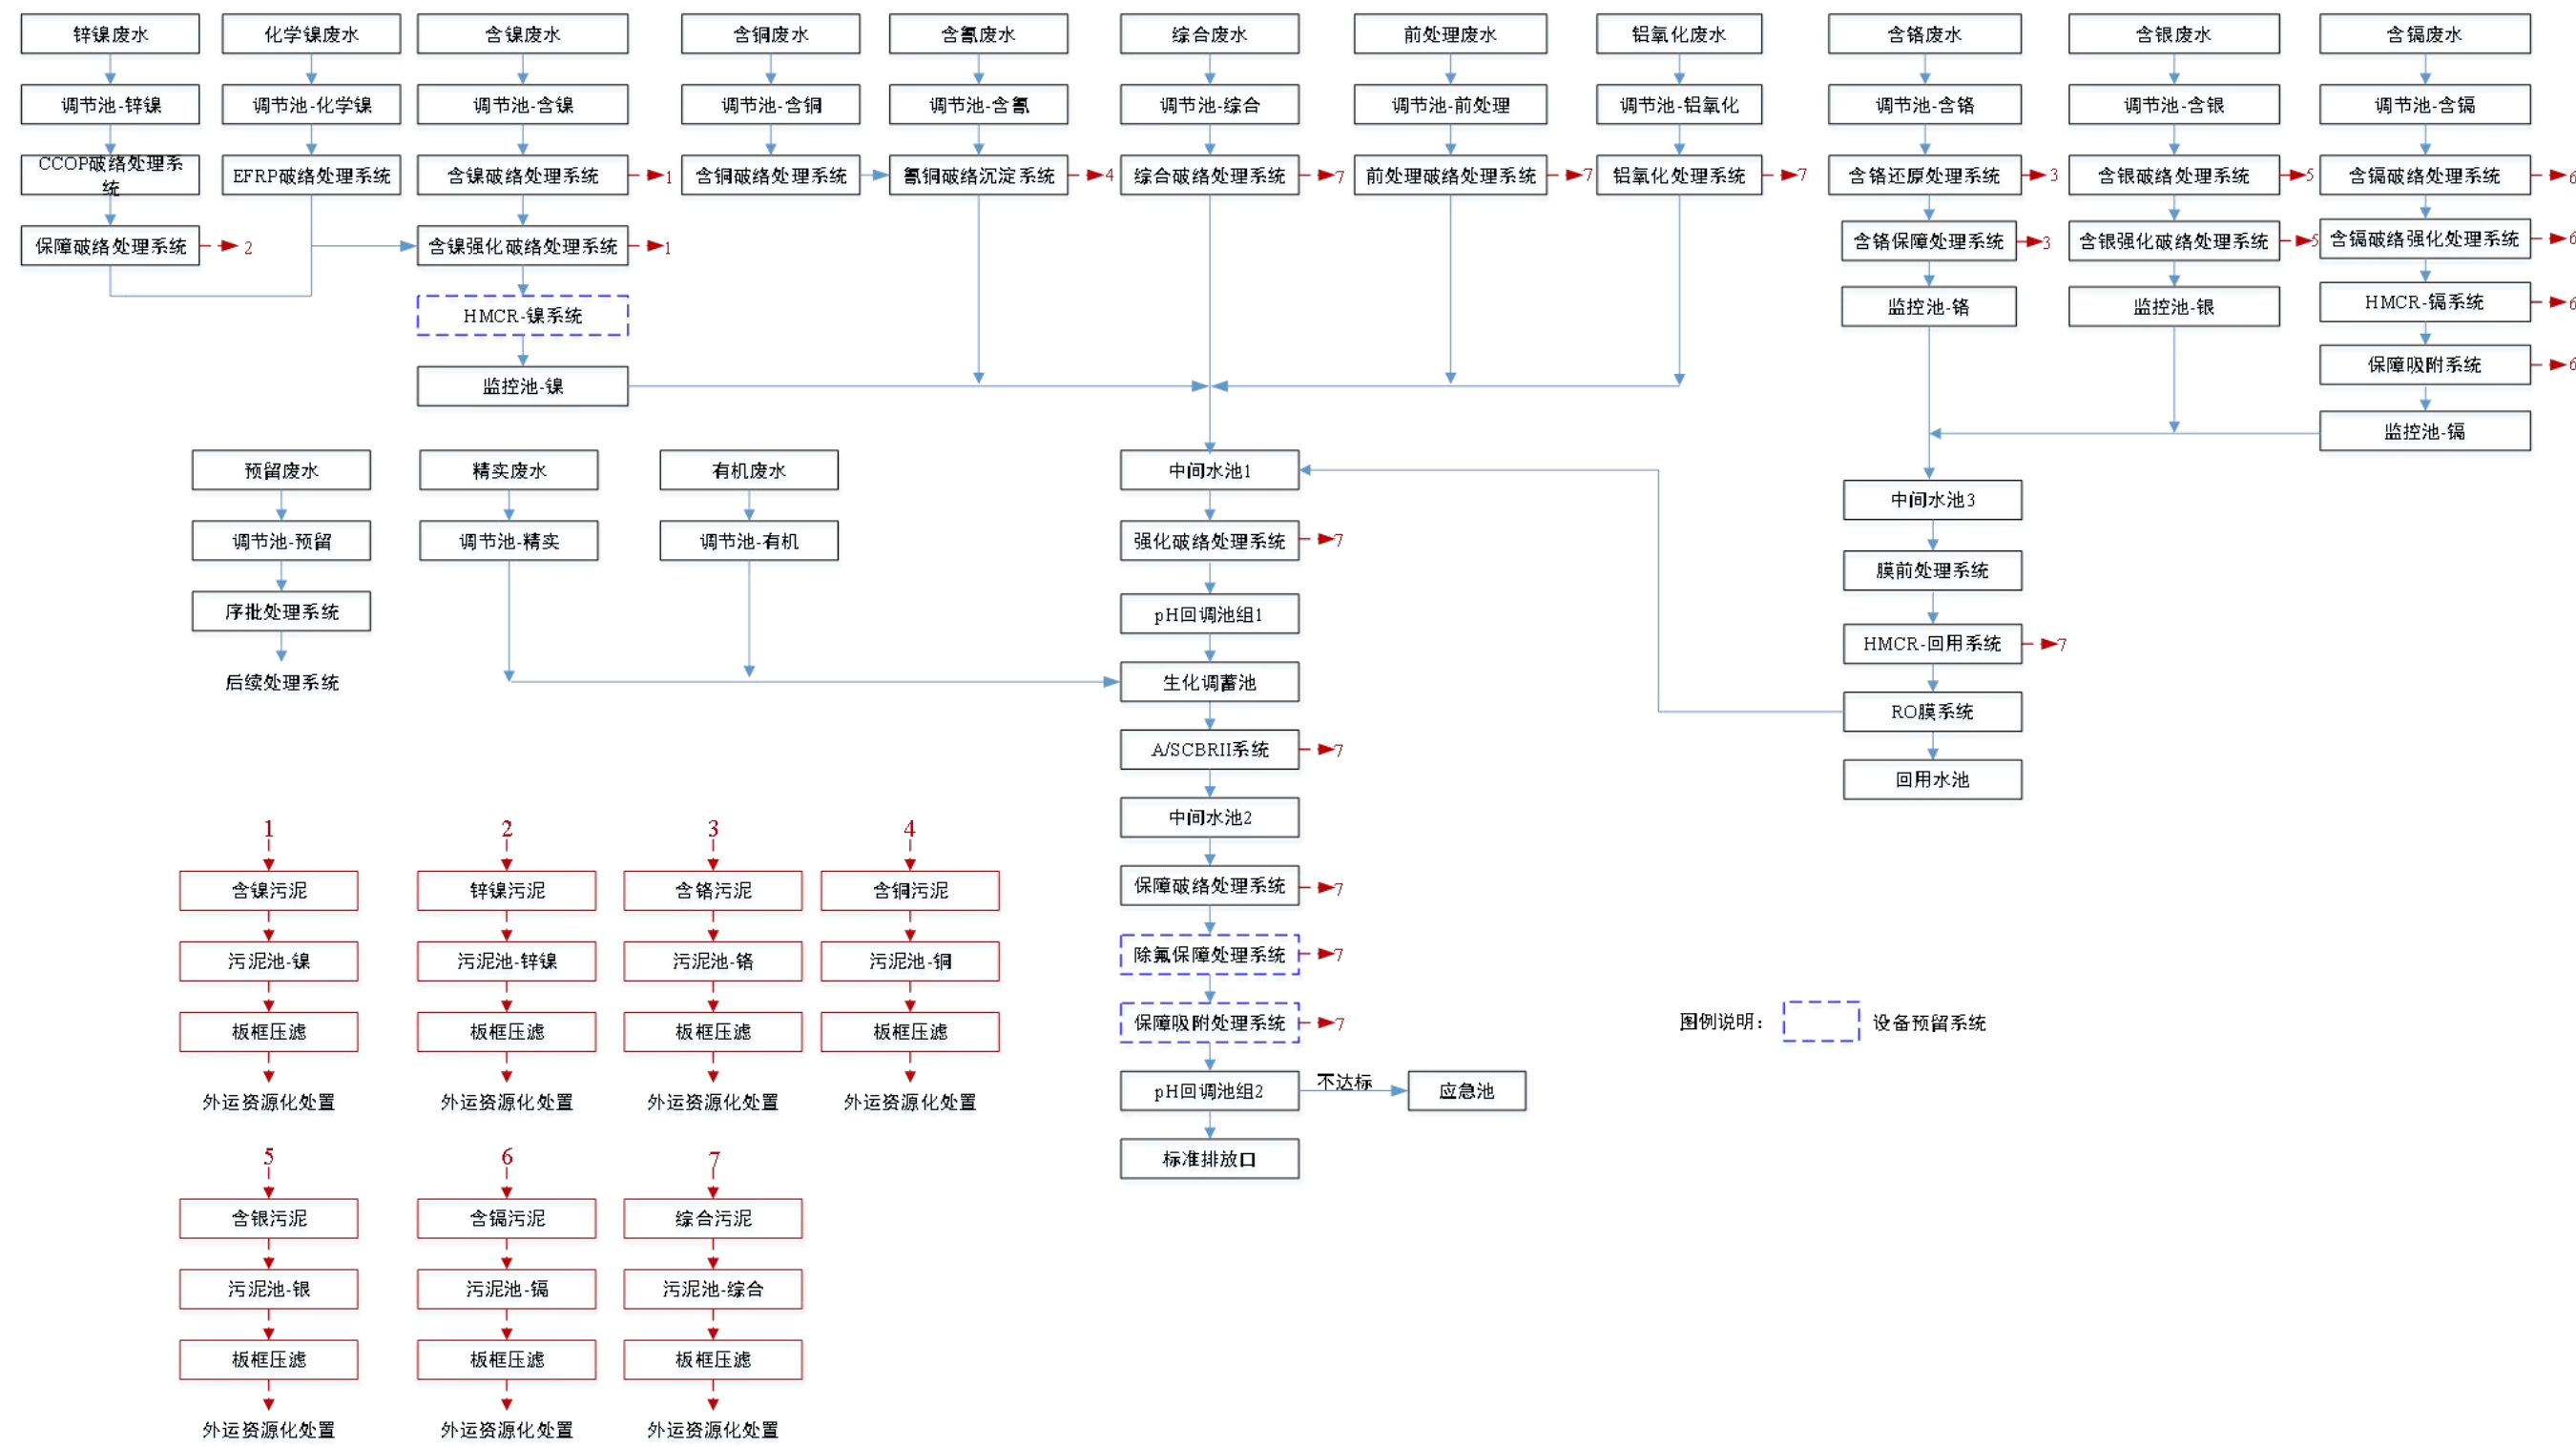 锌镍废水
化学镍废水
含镍废水
含铜废水
含氰废水
综合废水
前处理废水
铝氧化废水
含铬废水
含银废水
含镉废水
调节池-锌镍
调节池-化学镍
调节池-含镍
调节池-含铜
调节池-含氰
调节池-综合
调节池-前处理
调节池-铝氧化
调节池-含铬
调节池-含银
调节池-含镉
CCOP破络处理系
统
EFRP破络处理系统
含镍破络处理系统
1
含铜破络处理系统
氰铜破络沉淀系统
4
综合破络处理系统
7
前处理破络处理系统
7
铝氧化处理系统
7
含铬还原处理系统
3
含银破络处理系统
5
含镉破络处理系统
6
保障破络处理系统
2
含镍强化破络处理系统
1
含铬保障处理系统
3
含银强化破络处理系统
5
含镉破络强化处理系统
6
HMCR-镍系统
监控池-铬
监控池-银
HMCR-镉系统
6
监控池-镍
保障吸附系统
6
监控池-镉
预留废水
精实废水
有机废水
中间水池1
中间水池3
调节池-预留
调节池-精实
调节池-有机
强化破络处理系统
7
膜前处理系统
序批处理系统
pH回调池组1
HMCR-回用系统
7
后续处理系统
生化调蓄池
RO膜系统
A/SCBRII系统
7
回用水池
中间水池2
1
2
3
4
含镍污泥
锌镍污泥
含铬污泥
含铜污泥
保障破络处理系统
7
污泥池-镍
污泥池-锌镍
污泥池-铬
污泥池-铜
除氟保障处理系统
7
板框压滤
板框压滤
板框压滤
板框压滤
保障吸附处理系统
7
图例说明：
设备预留系统
外运资源化处置
外运资源化处置
外运资源化处置
外运资源化处置
pH回调池组2
不达标
应急池
标准排放口
5
6
7
含银污泥
含镉污泥
综合污泥
污泥池-银
污泥池-镉
污泥池-综合
板框压滤
板框压滤
板框压滤
外运资源化处置
外运资源化处置
外运资源化处置